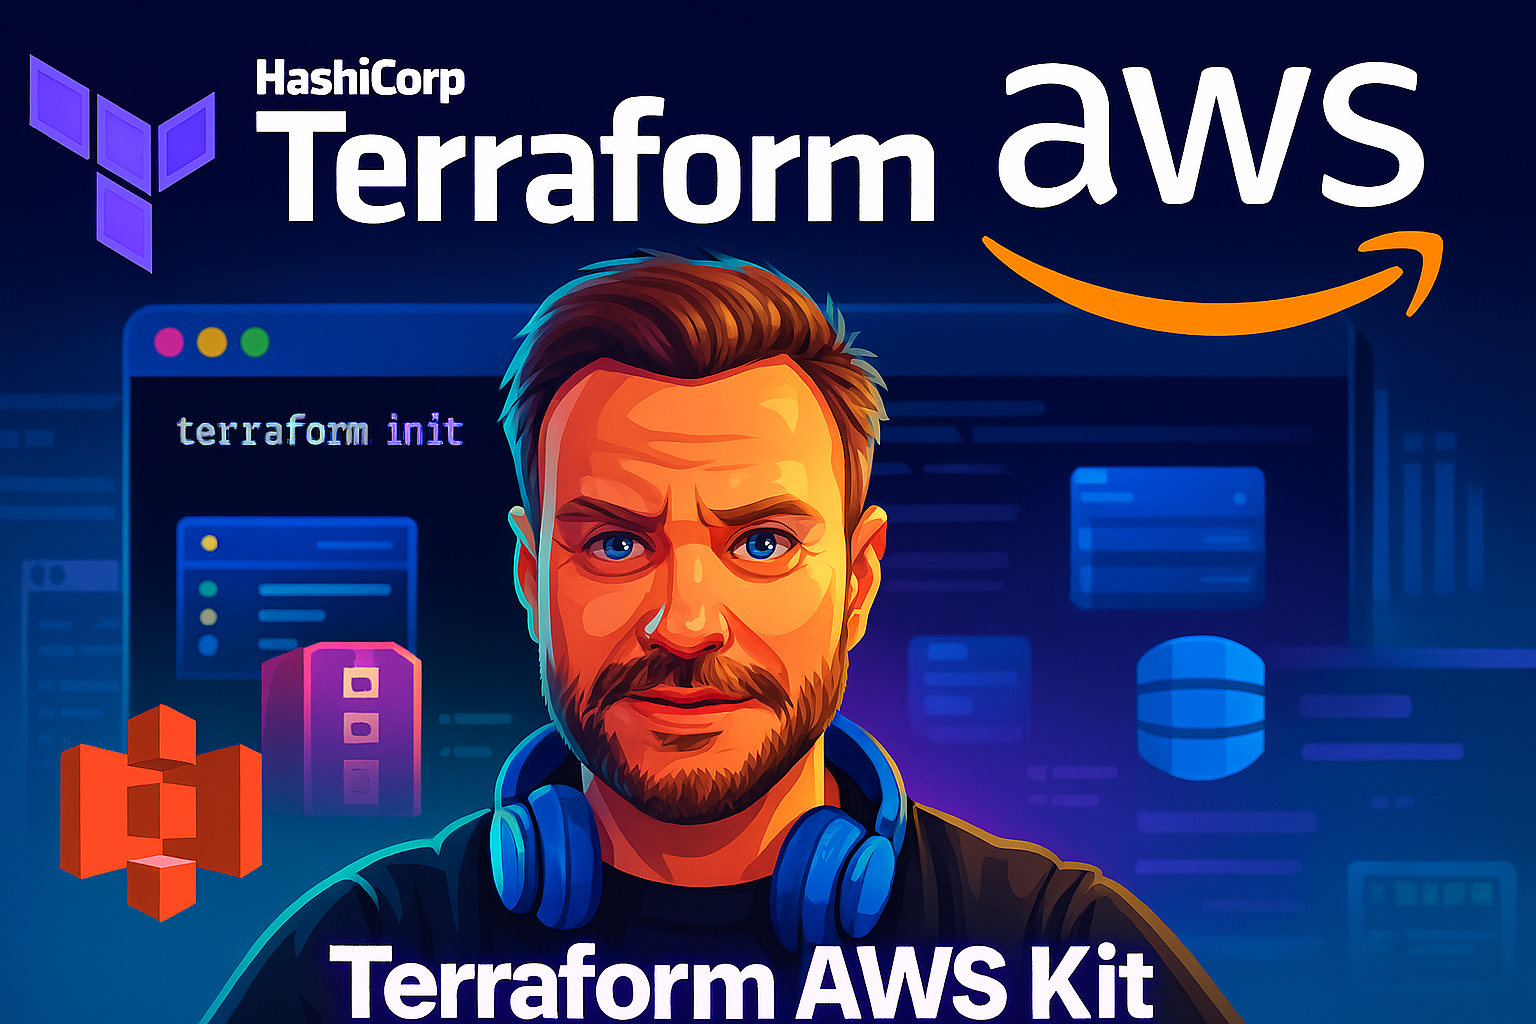 HashiCorp
Terraform
aws
terraform init
Terraform AWS Kit